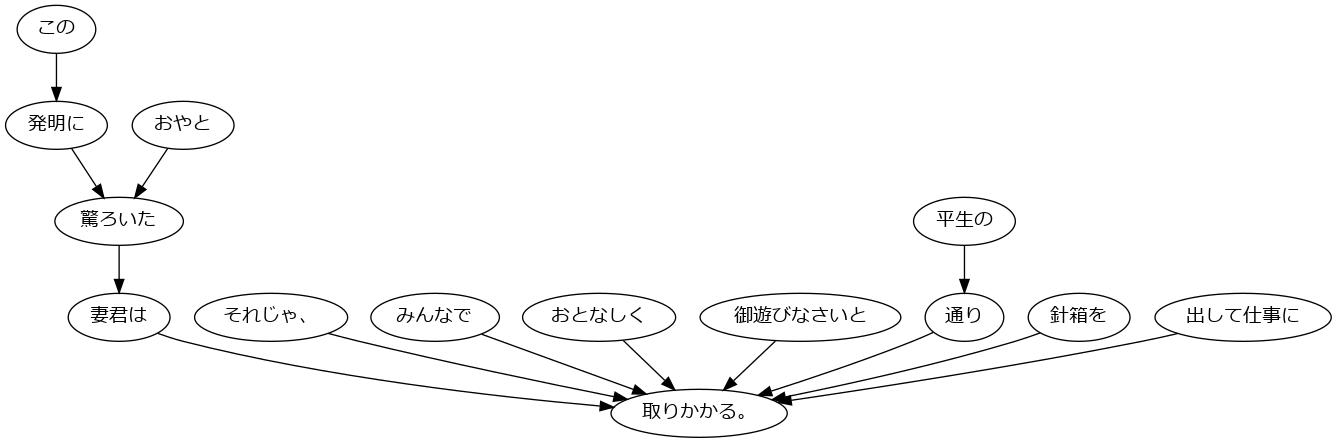 この
発明に
おやと
驚ろいた
平生の
妻君は
それじゃ、
みんなで
おとなしく
御遊びなさいと
通り
針箱を
出して仕事に
取りかかる。